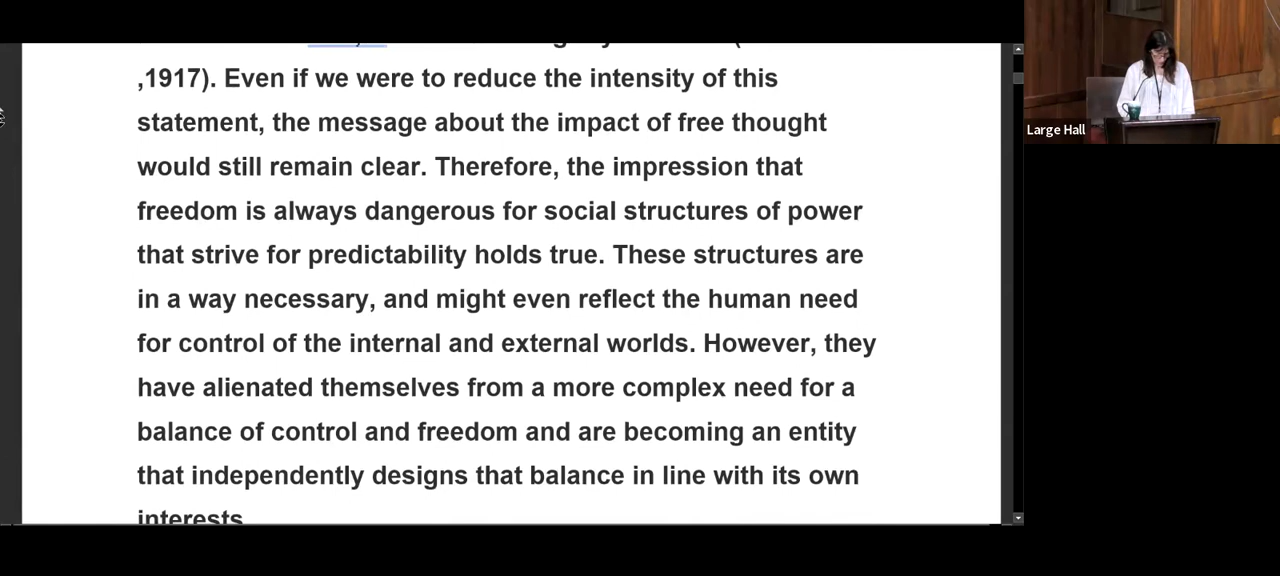 ,1917). Even if we were to reduce the intensity of this
statement, the message about the impact of free thought
would still remain clear. Therefore, the impression that
freedom is always dangerous for social structures of power
that strive for predictability holds true. These structures are
in a way necessary, and might even reflect the human need
for control of the internal and external worlds. However, they
have alienated themselves from a more complex need for a
balance of control and freedom and are becoming an entity
that independently designs that balance in line with its own
interests
Large Hall